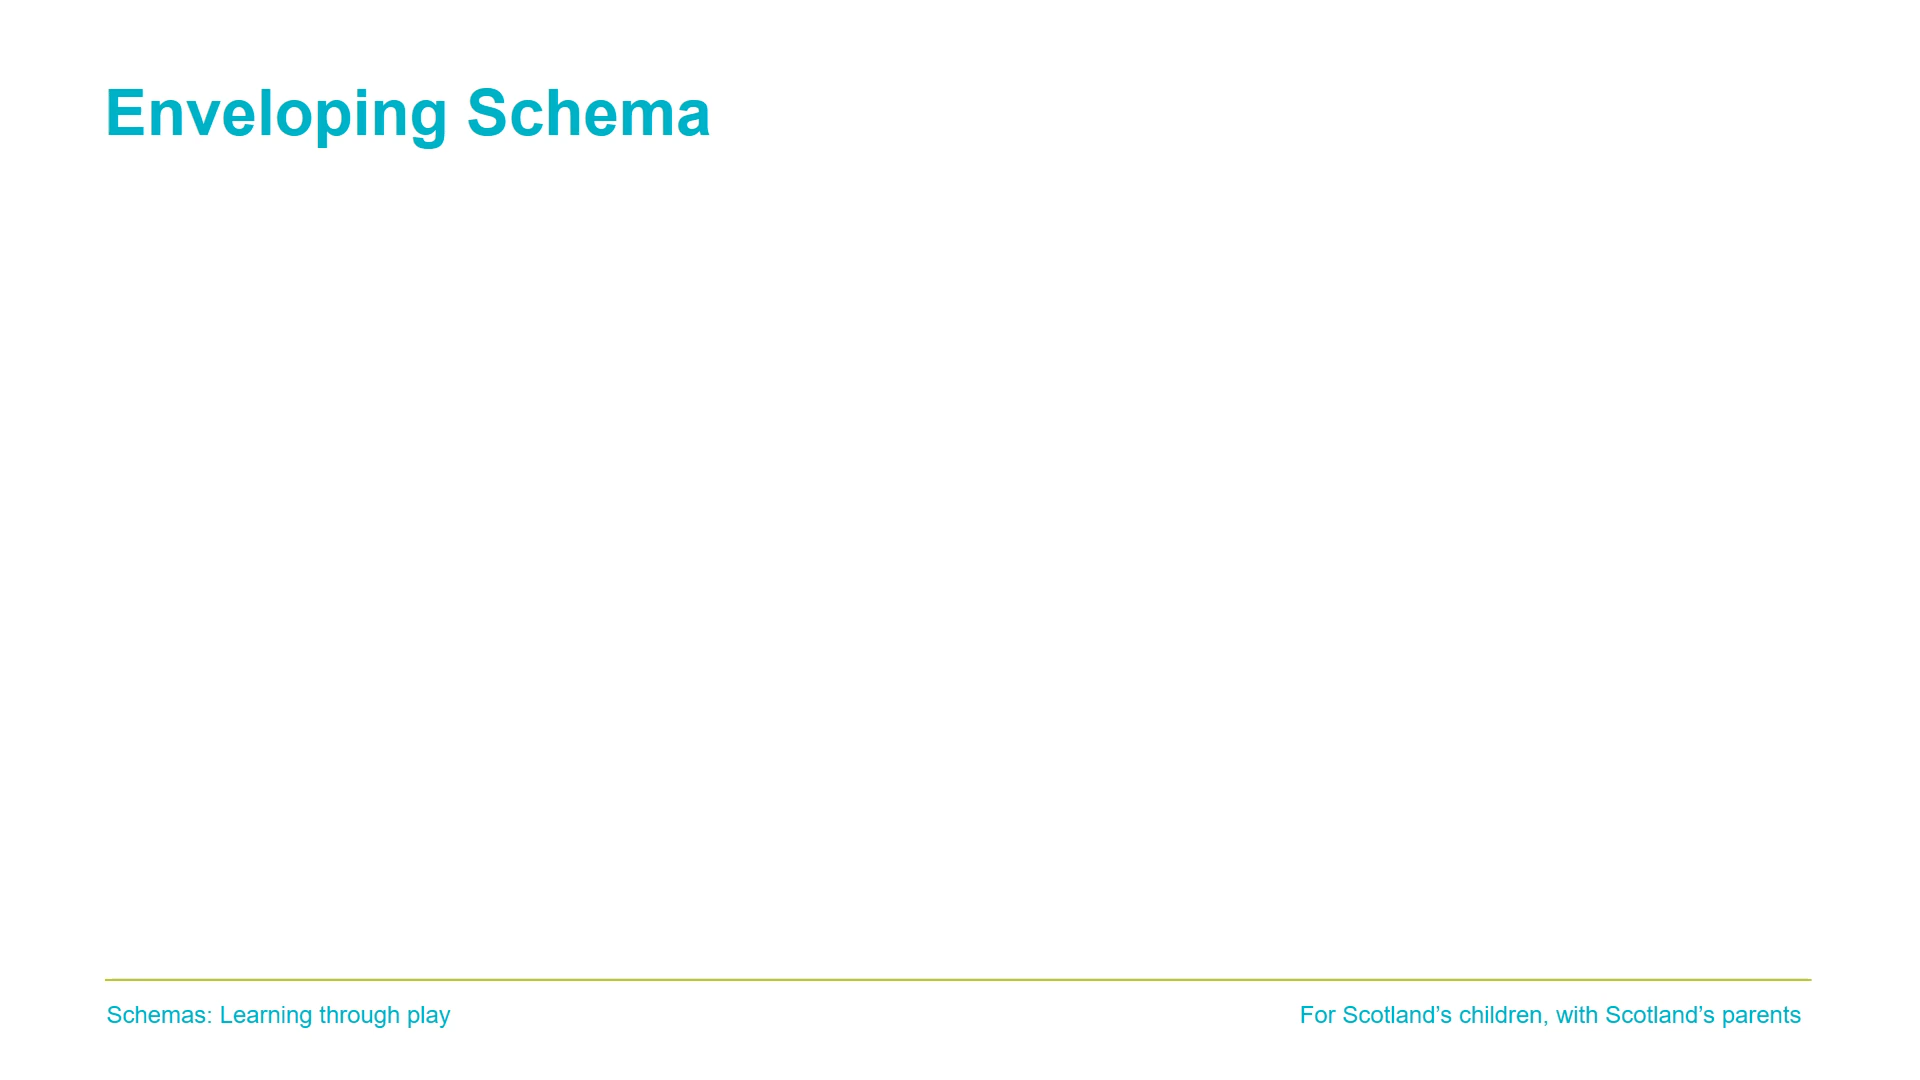 Enveloping Schema
Schemas: Learning through play
For Scotland’s children, with Scotland’s parents